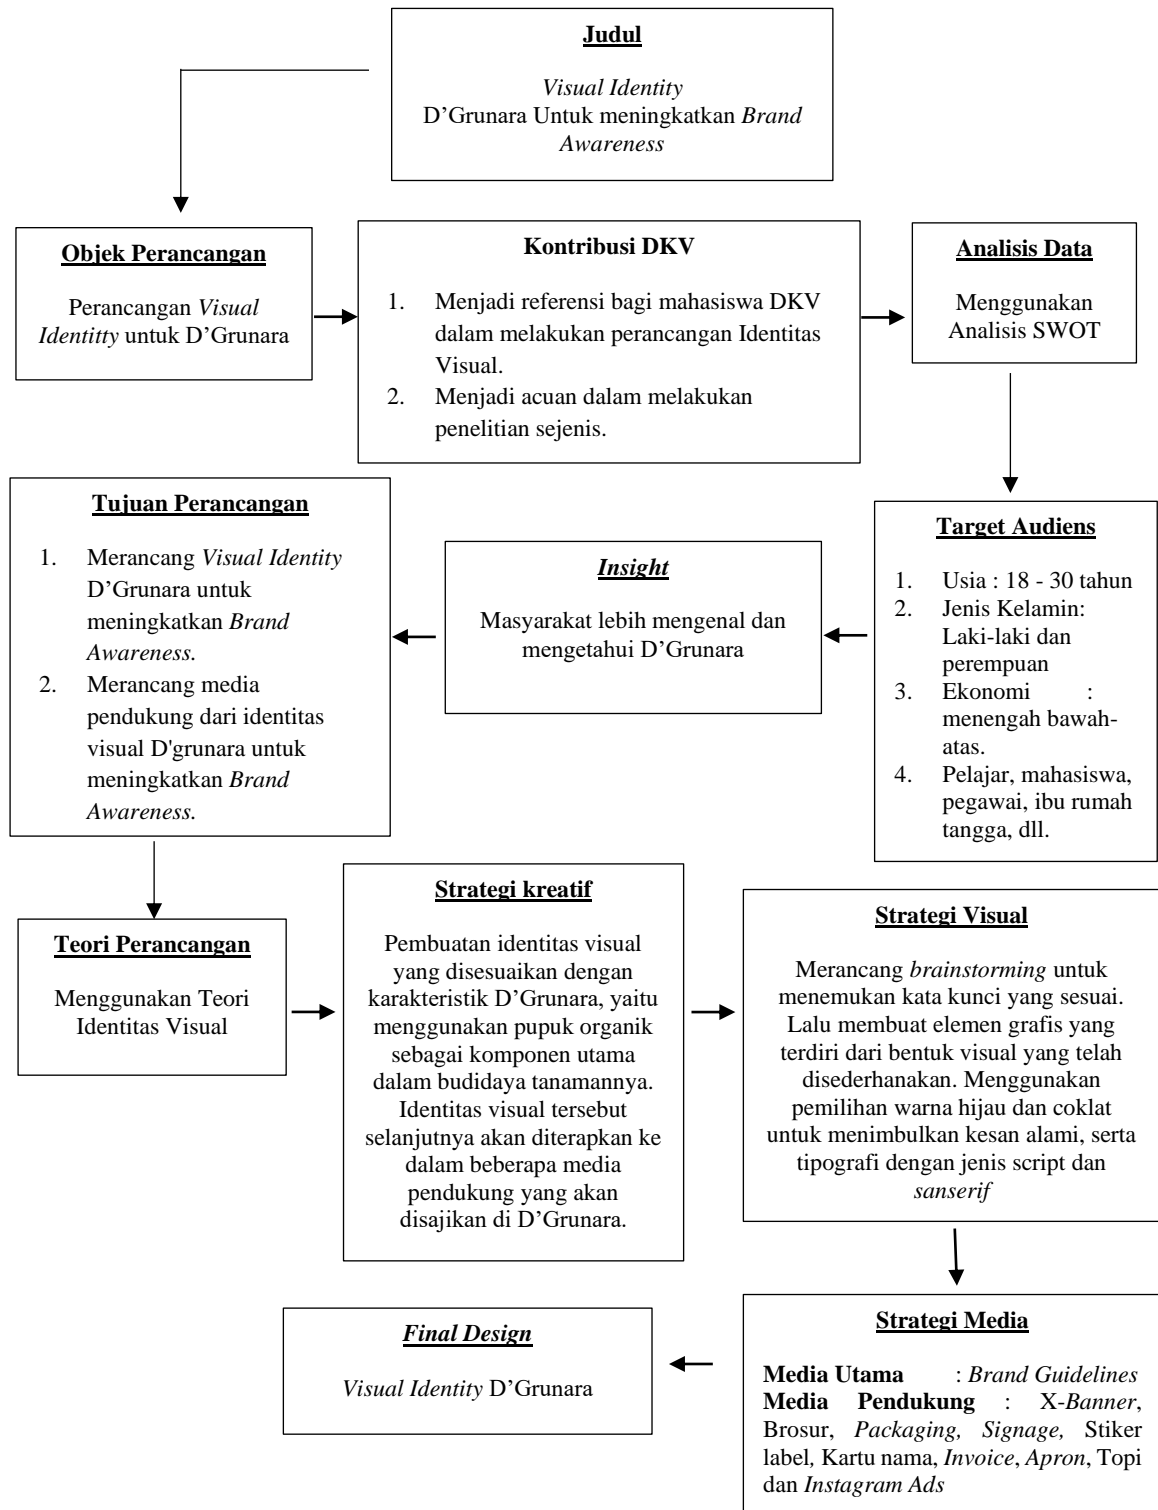 Judul
Visual Identity
D’Grunara Untuk meningkatkan Brand
Awareness
Objek Perancangan
Perancangan Visual
Identitty untuk D’Grunara
Kontribusi DKV
1. Menjadi referensi bagi mahasiswa DKV
dalam melakukan perancangan Identitas
Visual.
2. Menjadi acuan dalam melakukan
penelitian sejenis.
Analisis Data
Menggunakan
Analisis SWOT
Target Audiens
1. Usia : 18 - 30 tahun
2. Jenis Kelamin:
Laki-laki dan
perempuan
3. Ekonomi :
menengah bawah-
atas.
4. Pelajar, mahasiswa,
pegawai, ibu rumah
tangga, dll.
Insight
Masyarakat lebih mengenal dan
mengetahui D’Grunara
Tujuan Perancangan
1. Merancang Visual Identity
D’Grunara untuk
meningkatkan Brand
Awareness.
2. Merancang media
pendukung dari identitas
visual D'grunara untuk
meningkatkan Brand
Awareness.
Teori Perancangan
Menggunakan Teori
Identitas Visual
Strategi kreatif
Pembuatan identitas visual
yang disesuaikan dengan
karakteristik D’Grunara, yaitu
menggunakan pupuk organik
sebagai komponen utama
dalam budidaya tanamannya.
Identitas visual tersebut
selanjutnya akan diterapkan ke
dalam beberapa media
pendukung yang akan
disajikan di D’Grunara.
Strategi Visual
Merancang brainstorming untuk
menemukan kata kunci yang sesuai.
Lalu membuat elemen grafis yang
terdiri dari bentuk visual yang telah
disederhanakan. Menggunakan
pemilihan warna hijau dan coklat
untuk menimbulkan kesan alami, serta
tipografi dengan jenis script dan
sanserif
Strategi Media
Media Utama : Brand Guidelines
Media Pendukung : X-Banner,
Brosur, Packaging, Signage, Stiker
label, Kartu nama, Invoice, Apron, Topi
dan Instagram Ads
Final Design
Visual Identity D’Grunara